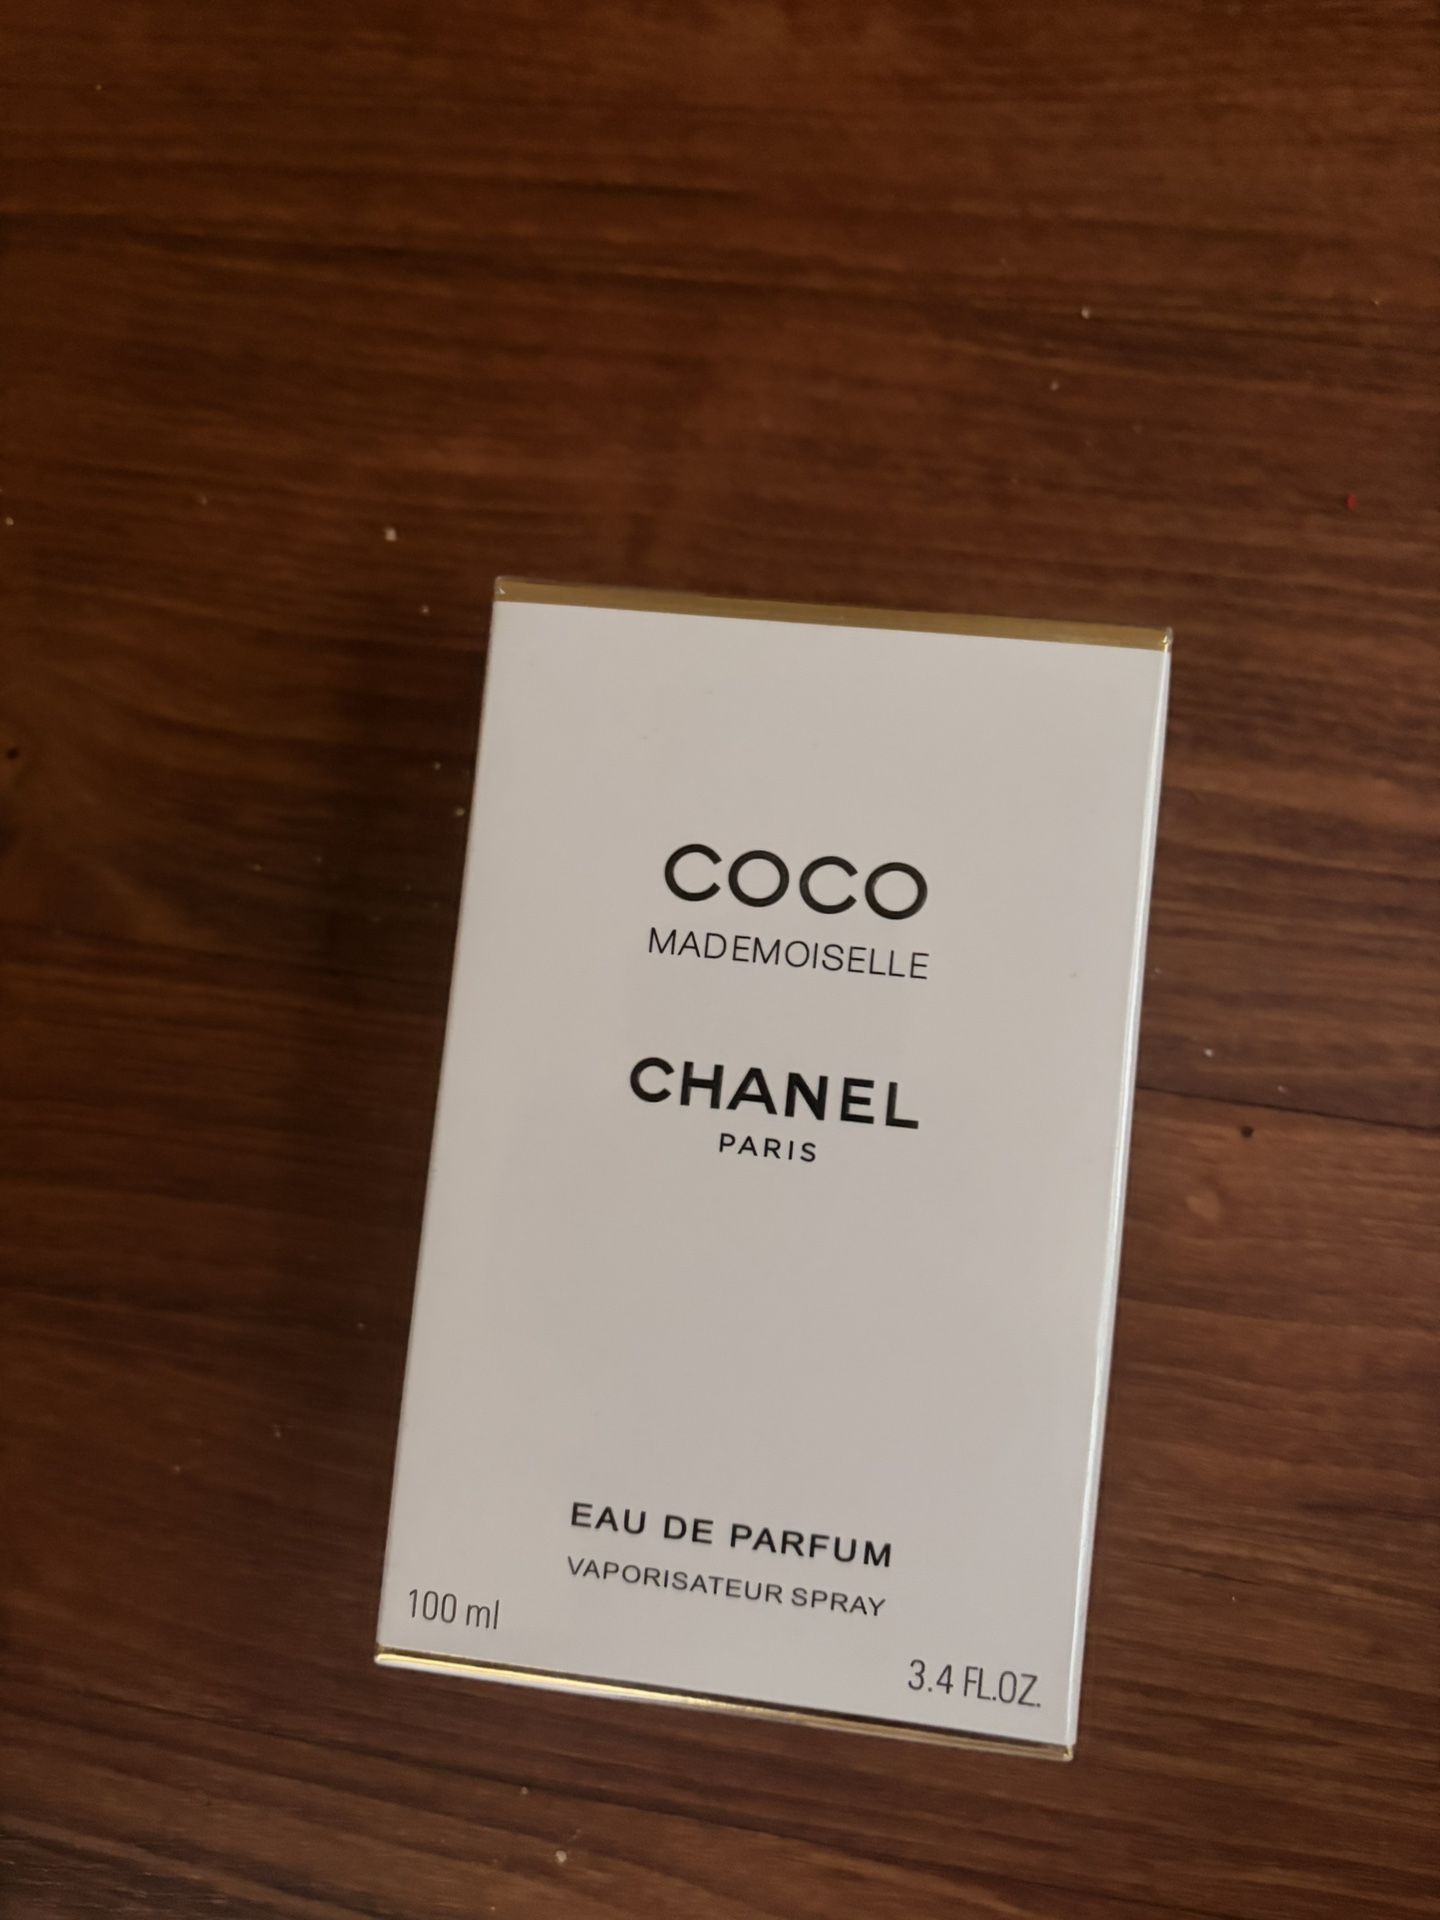 COCO
MADEMOISELLE
CHANEL
PARIS
EAU DE PARFUM
VAPORISATEUR SPRAY
100 ml
3.4 FL.OZ.